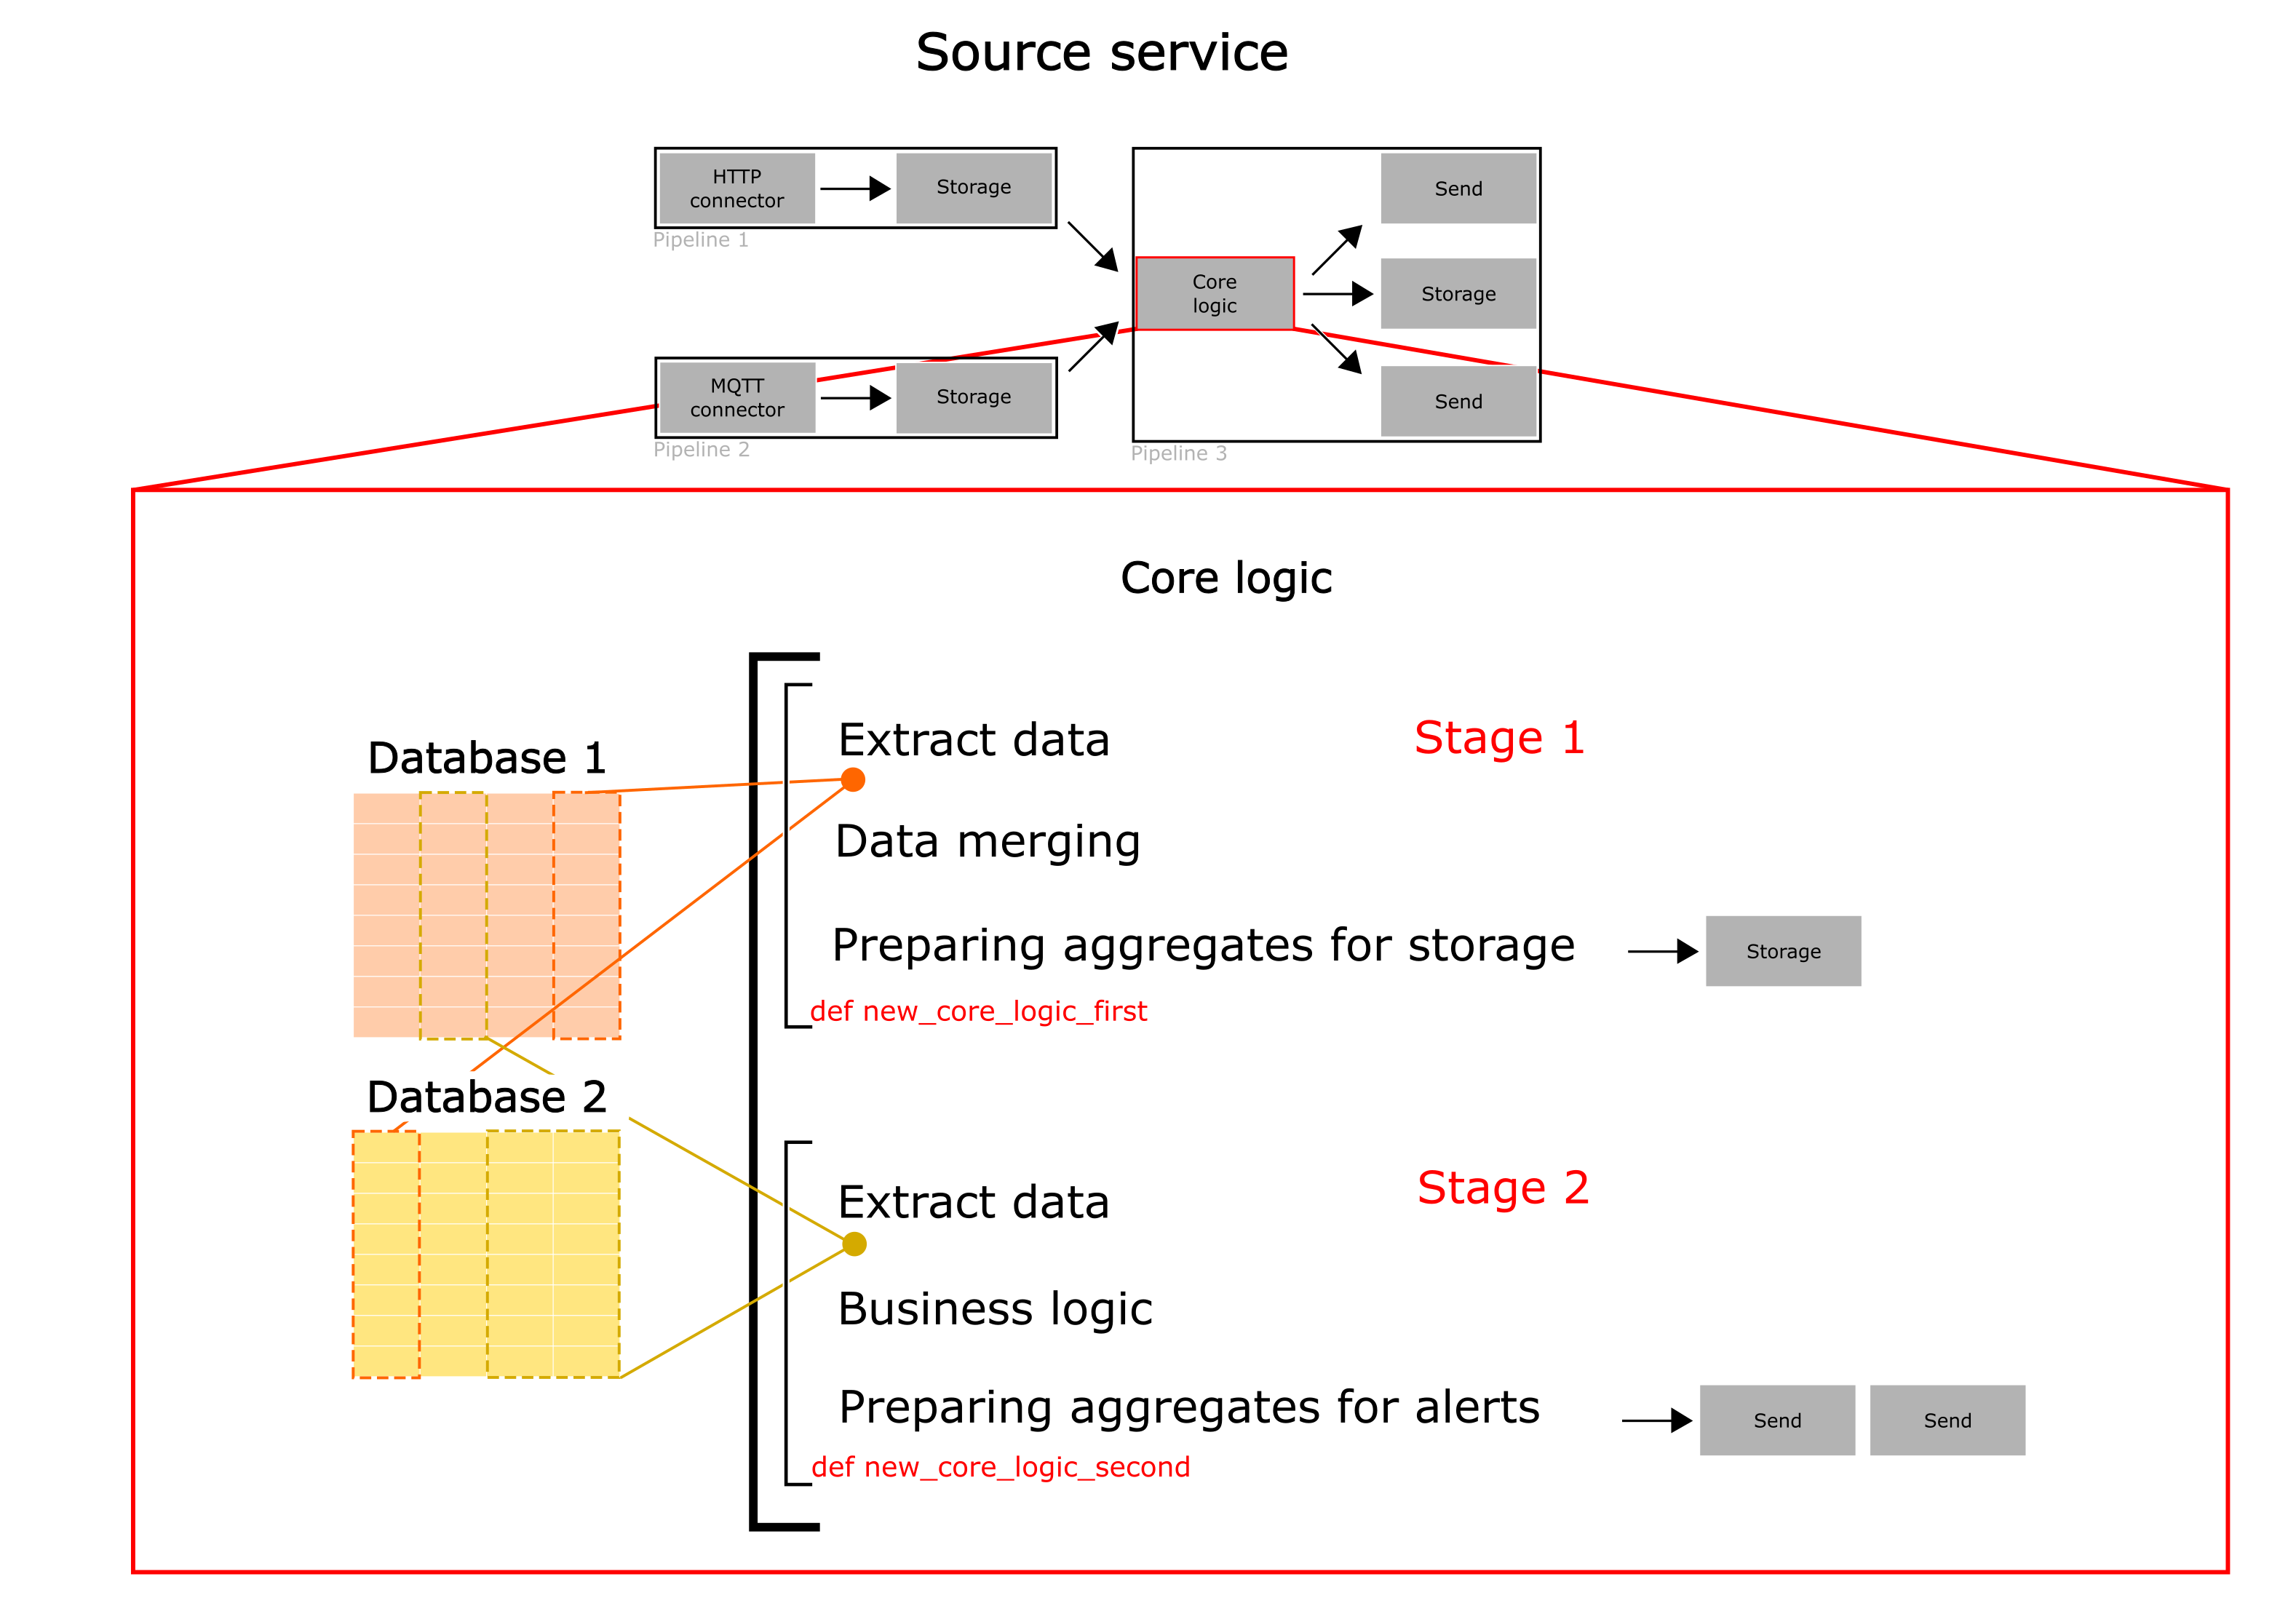 Source service
HTTP
connector
Storage
Pipeline 1
MQTT
connector
Storage
Pipeline 2
Core
logic
Send
Storage
Send
Pipeline 3
Core logic
Database 1
Database 2
Extract data
Stage 1
Data merging
Preparing aggregates for storage
Storage
def new_core_logic_first
Extract data
Stage 2
Business logic
Preparing aggregates for alerts
Send
Send
def new_core_logic_second